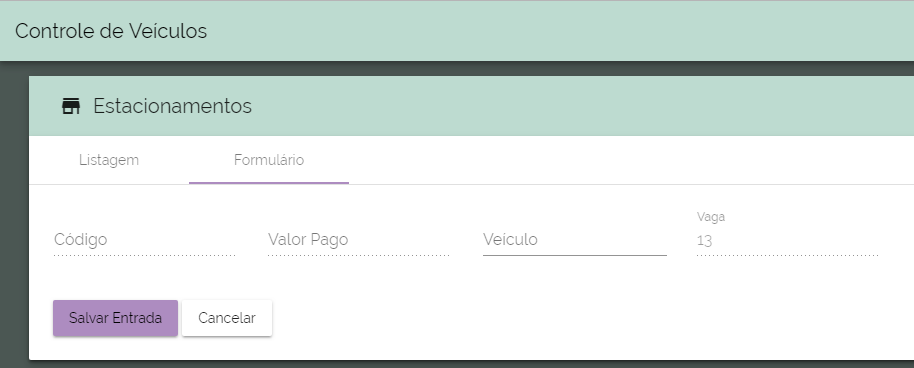 Controle de Veículos
Estacionamentos
Listagem Formulário
Vaga
Código Valor Pago Veículo 13
Salvar Entrada Cancelar